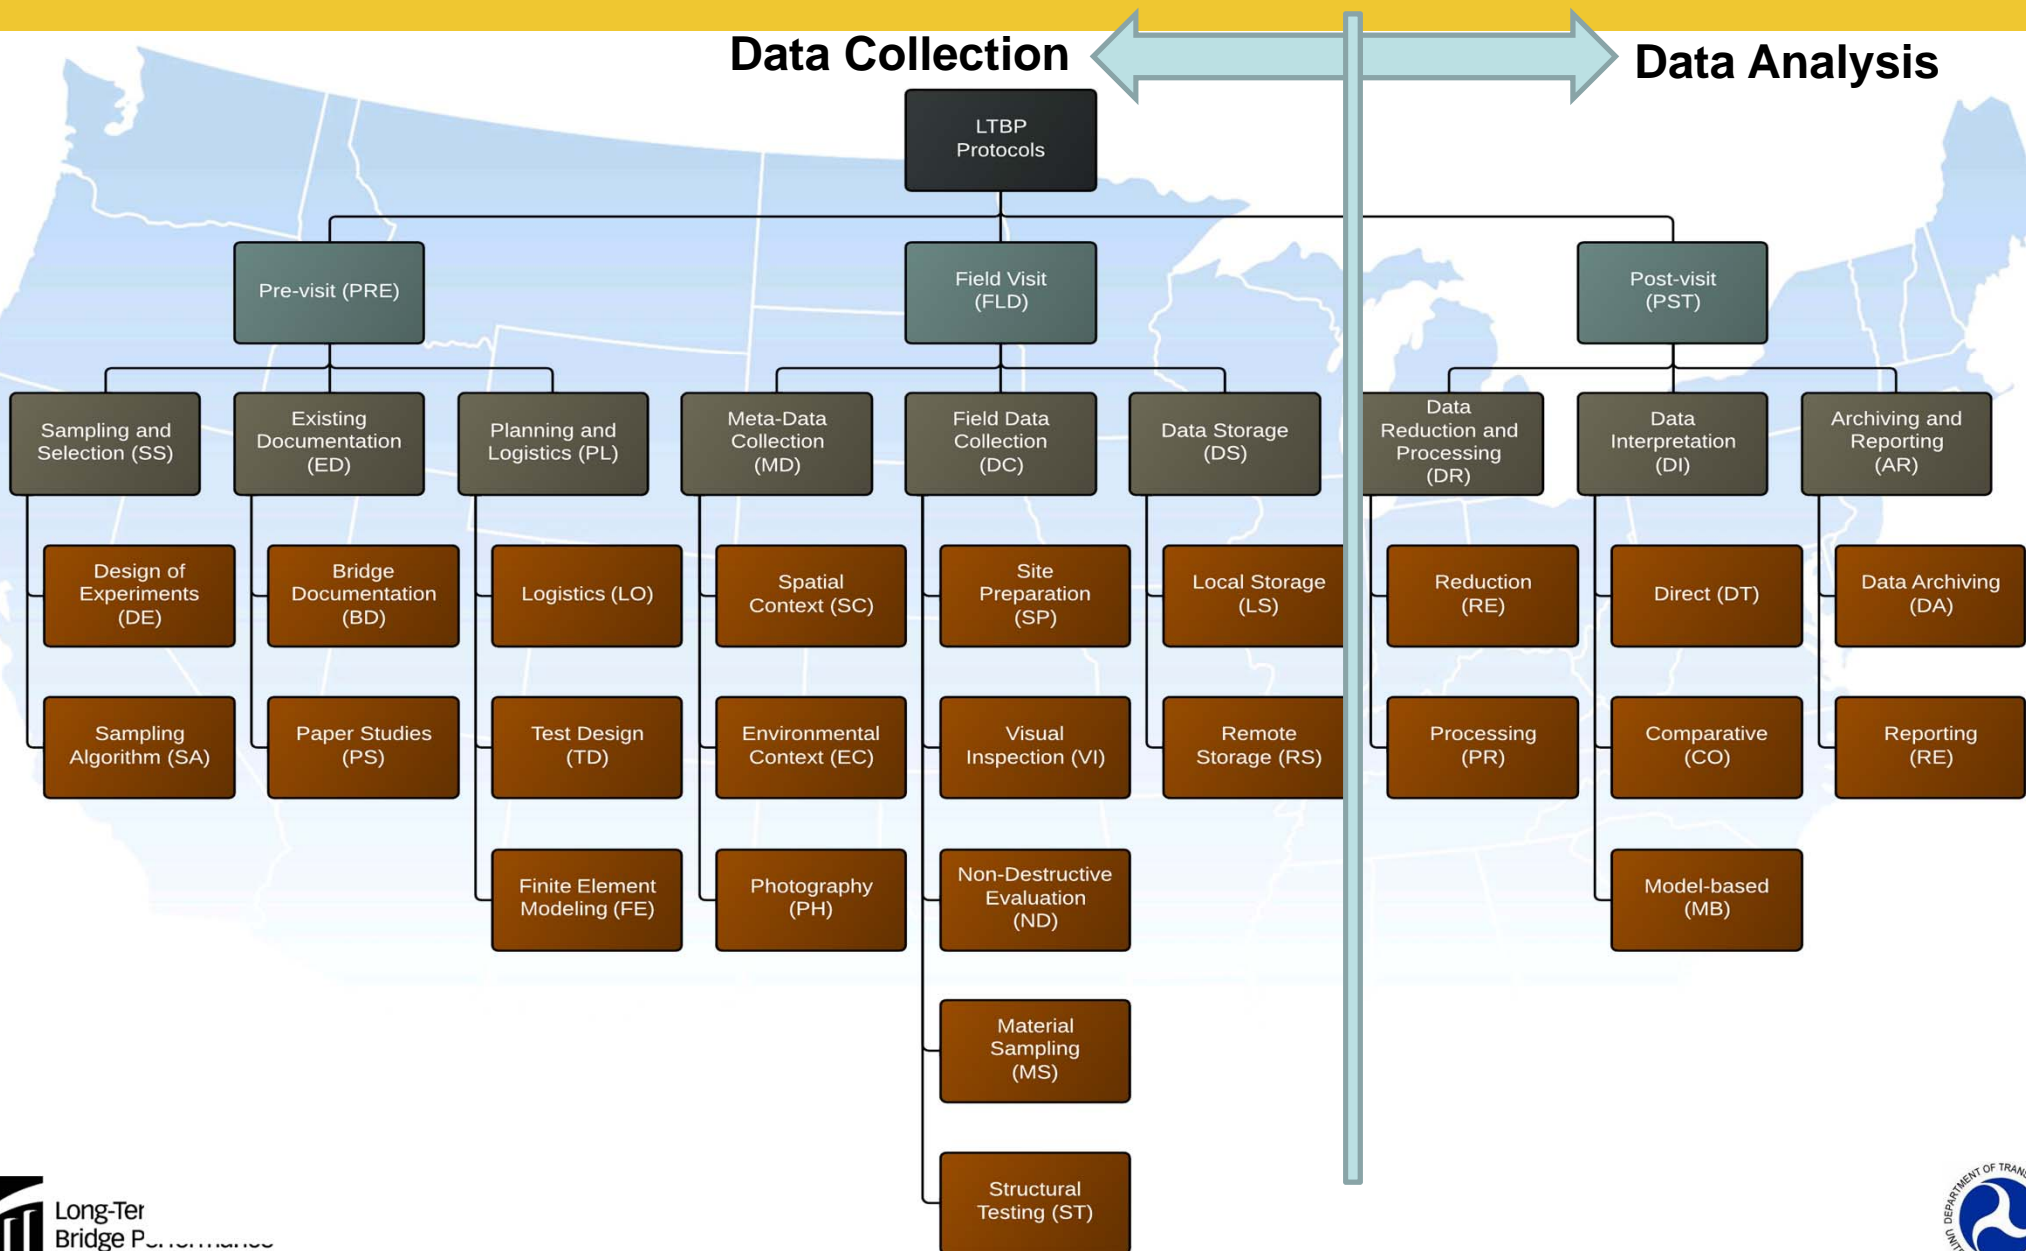 Data Collection
Data Analysis
LTBP
Protocols
Pre-visit (PRE)
Field Visit
(FLD)
Post-visit
(PST)
Sampling and
Selection (SS)
Existing
Documentation
(ED)
Planning and
Logistics (PL)
Meta-Data
Collection
(MD)
Field Data
Collection
(DC)
Data Storage
(DS)
Data
Reduction and
Processing
(DR)
Data
Interpretation
(DI)
Archiving and
Reporting
(AR)
Design of
Experiments
(DE)
Bridge
Documentation
(BD)
Logistics (LO)
Spatial
Context (SC)
Site
Preparation
(SP)
Local Storage
(LS)
Reduction
(RE)
Direct (DT)
Data Archiving
(DA)
Sampling
Algorithm (SA)
Paper Studies
(PS)
Test Design
(TD)
Environmental
Context (EC)
Visual
Inspection (VI)
Remote
Storage (RS)
Processing
(PR)
Comparative
(CO)
Reporting
(RE)
Finite Element
Modeling (FE)
Photography
(PH)
Non-Destructive
Evaluation
(ND)
Model-based
(MB)
Material
Sampling
(MS)
Structural
Testing (ST)
Long-Ter
Bridge
OF